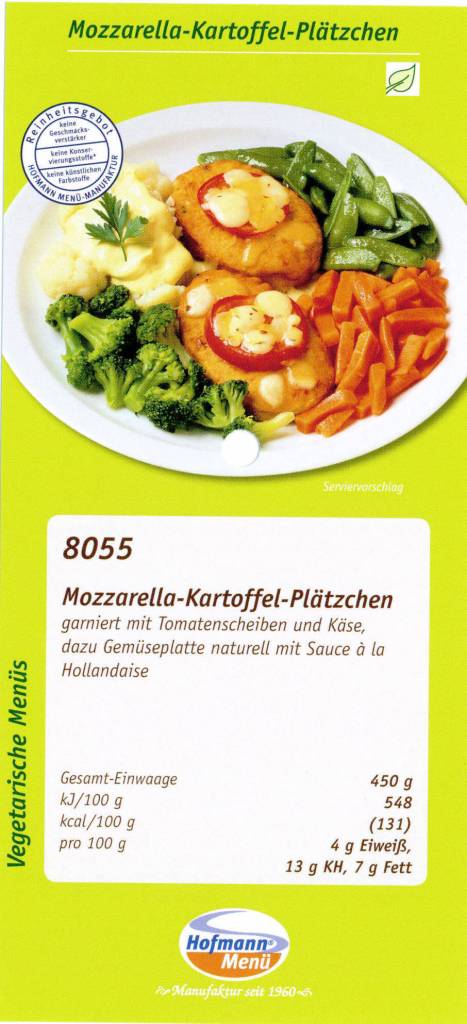 Mozzarella-Kartoffel-Plätzchen
Reinheitsgebot
keine
Geschmacks-
verstärker
keine Konser-
vierungsstoffe*
keine künstlichen
Farbstoffe
HOFMANN MENÜ-MANUFAKTUR
Serviervorschlag
8055
Mozzarella-Kartoffel-Plätzchen
garniert mit Tomatenscheiben und Käse,
dazu Gemüseplatte naturell mit Sauce à la
Hollandaise
Vegetarische Menüs
Gesamt-Einwaage 450 g
kJ/100 g 548
kcal/100 g (131)
pro 100 g 4 g Eiweiß,
13 g KH, 7 g Fett
Hofmann®
Menü
Manufaktur seit 1960